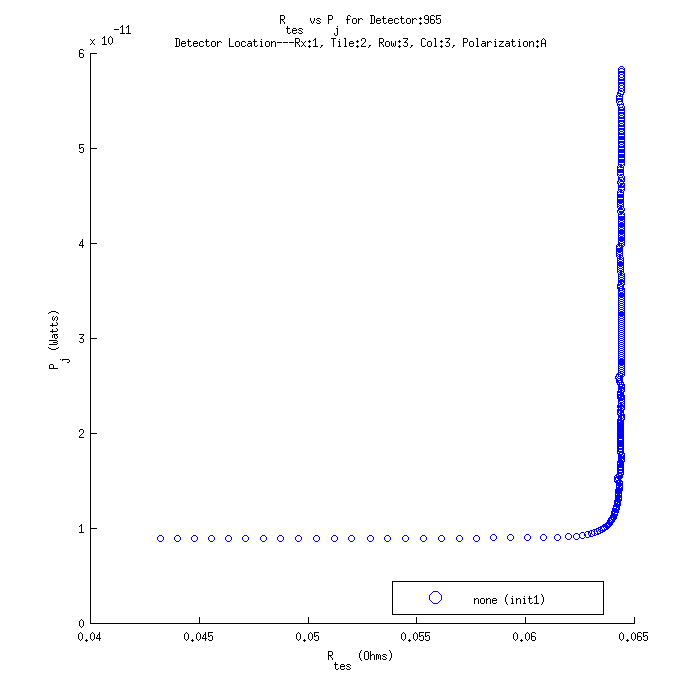 R_tes vs P_j for Detector:965
Detector Location---Rx:1, Tile:2, Row:3, Col:3, Polarization:A
x 10^-11
6
5
4
3
2
1
0
P_j (Watts)
0.04 0.045 0.05 0.055 0.06 0.065
R_tes (Ohms)
none (init1)